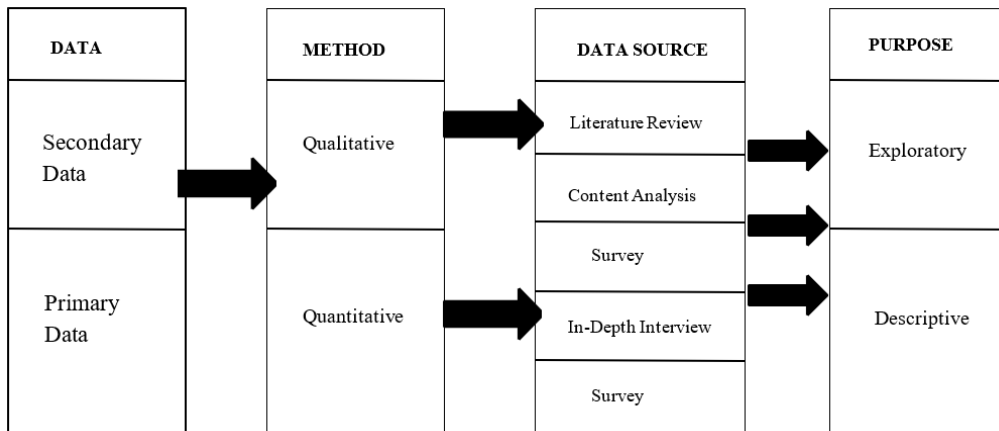 DATA
Secondary
Data
Primary
Data
METHOD
Qualitative
Quantitative
DATA SOURCE
Literature Review
Content Analysis
Survey
In-Depth Interview
Survey
PURPOSE
Exploratory
Descriptive